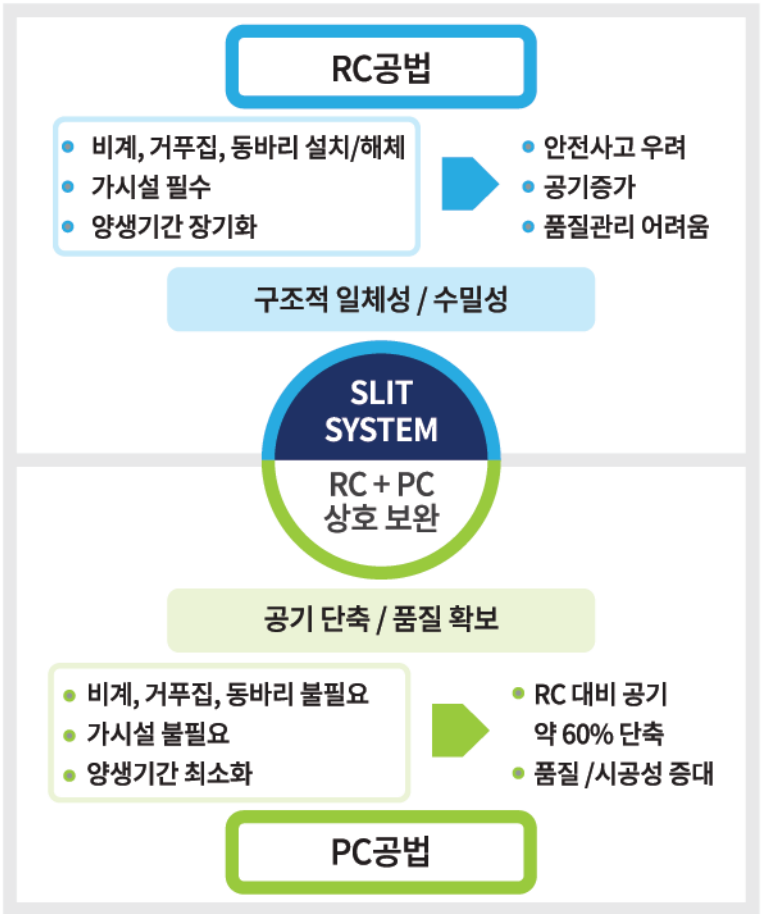 RC공법
비계, 거푸집, 동바리 설치/해체
가시설 필수
양생기간 장기화
안전사고 우려
공기증가
품질관리 어려움
구조적 일체성 / 수밀성
SLIT
SYSTEM
RC + PC
상호 보완
공기 단축 / 품질 확보
비계, 거푸집, 동바리 불필요
가시설 불필요
양생기간 최소화
RC 대비 공기
약 60% 단축
품질 /시공성 증대
PC공법